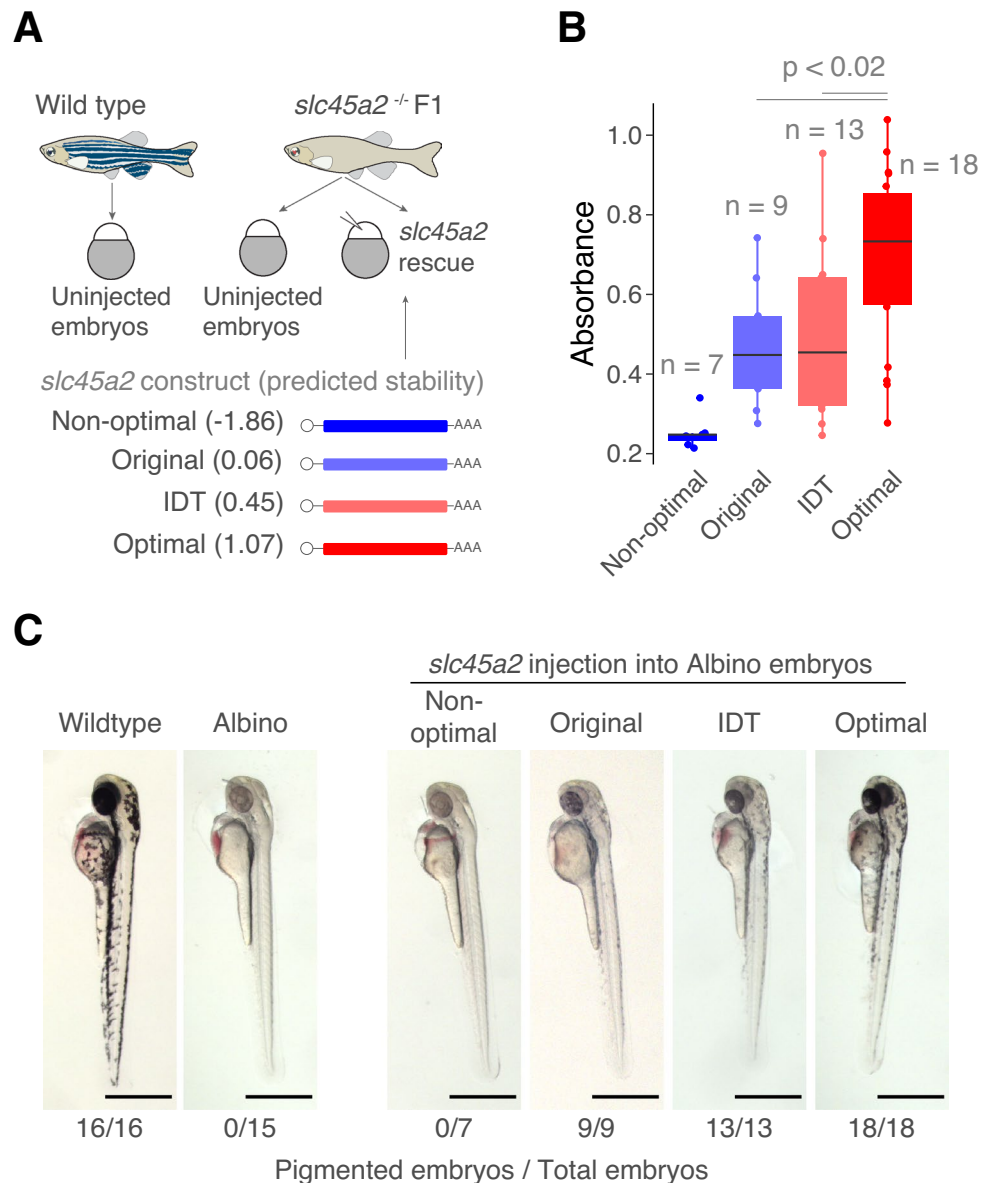 A
Wild type
slc45a2 -/- F1
slc45a2
rescue
Uninjected
embryos
Uninjected
embryos
slc45a2 construct (predicted stability)
Non-optimal (-1.86)
AAA
Original (0.06)
AAA
IDT (0.45)
AAA
Optimal (1.07)
AAA
B
p < 0.02
n = 13
n = 18
n = 9
n = 7
Absorbance
1.0
0.8
0.6
0.4
0.2
Non-optimal
Original
IDT
Optimal
C
slc45a2 injection into Albino embryos
Wildtype
Albino
Non-
optimal
Original
IDT
Optimal
16/16
0/15
0/7
9/9
13/13
18/18
Pigmented embryos / Total embryos